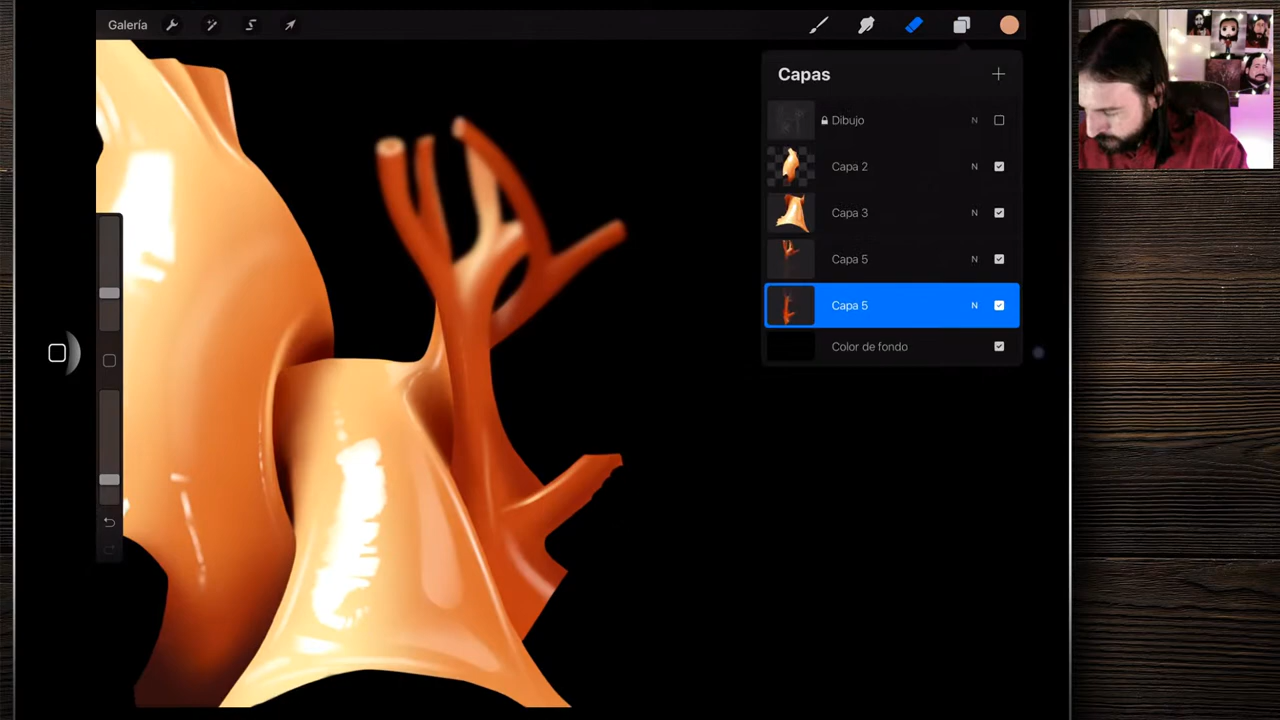 Galería
Capas
Dibujo N
Capa 2 N
Capa 3 N
Capa 5 N
Capa 5 N
Color de fondo